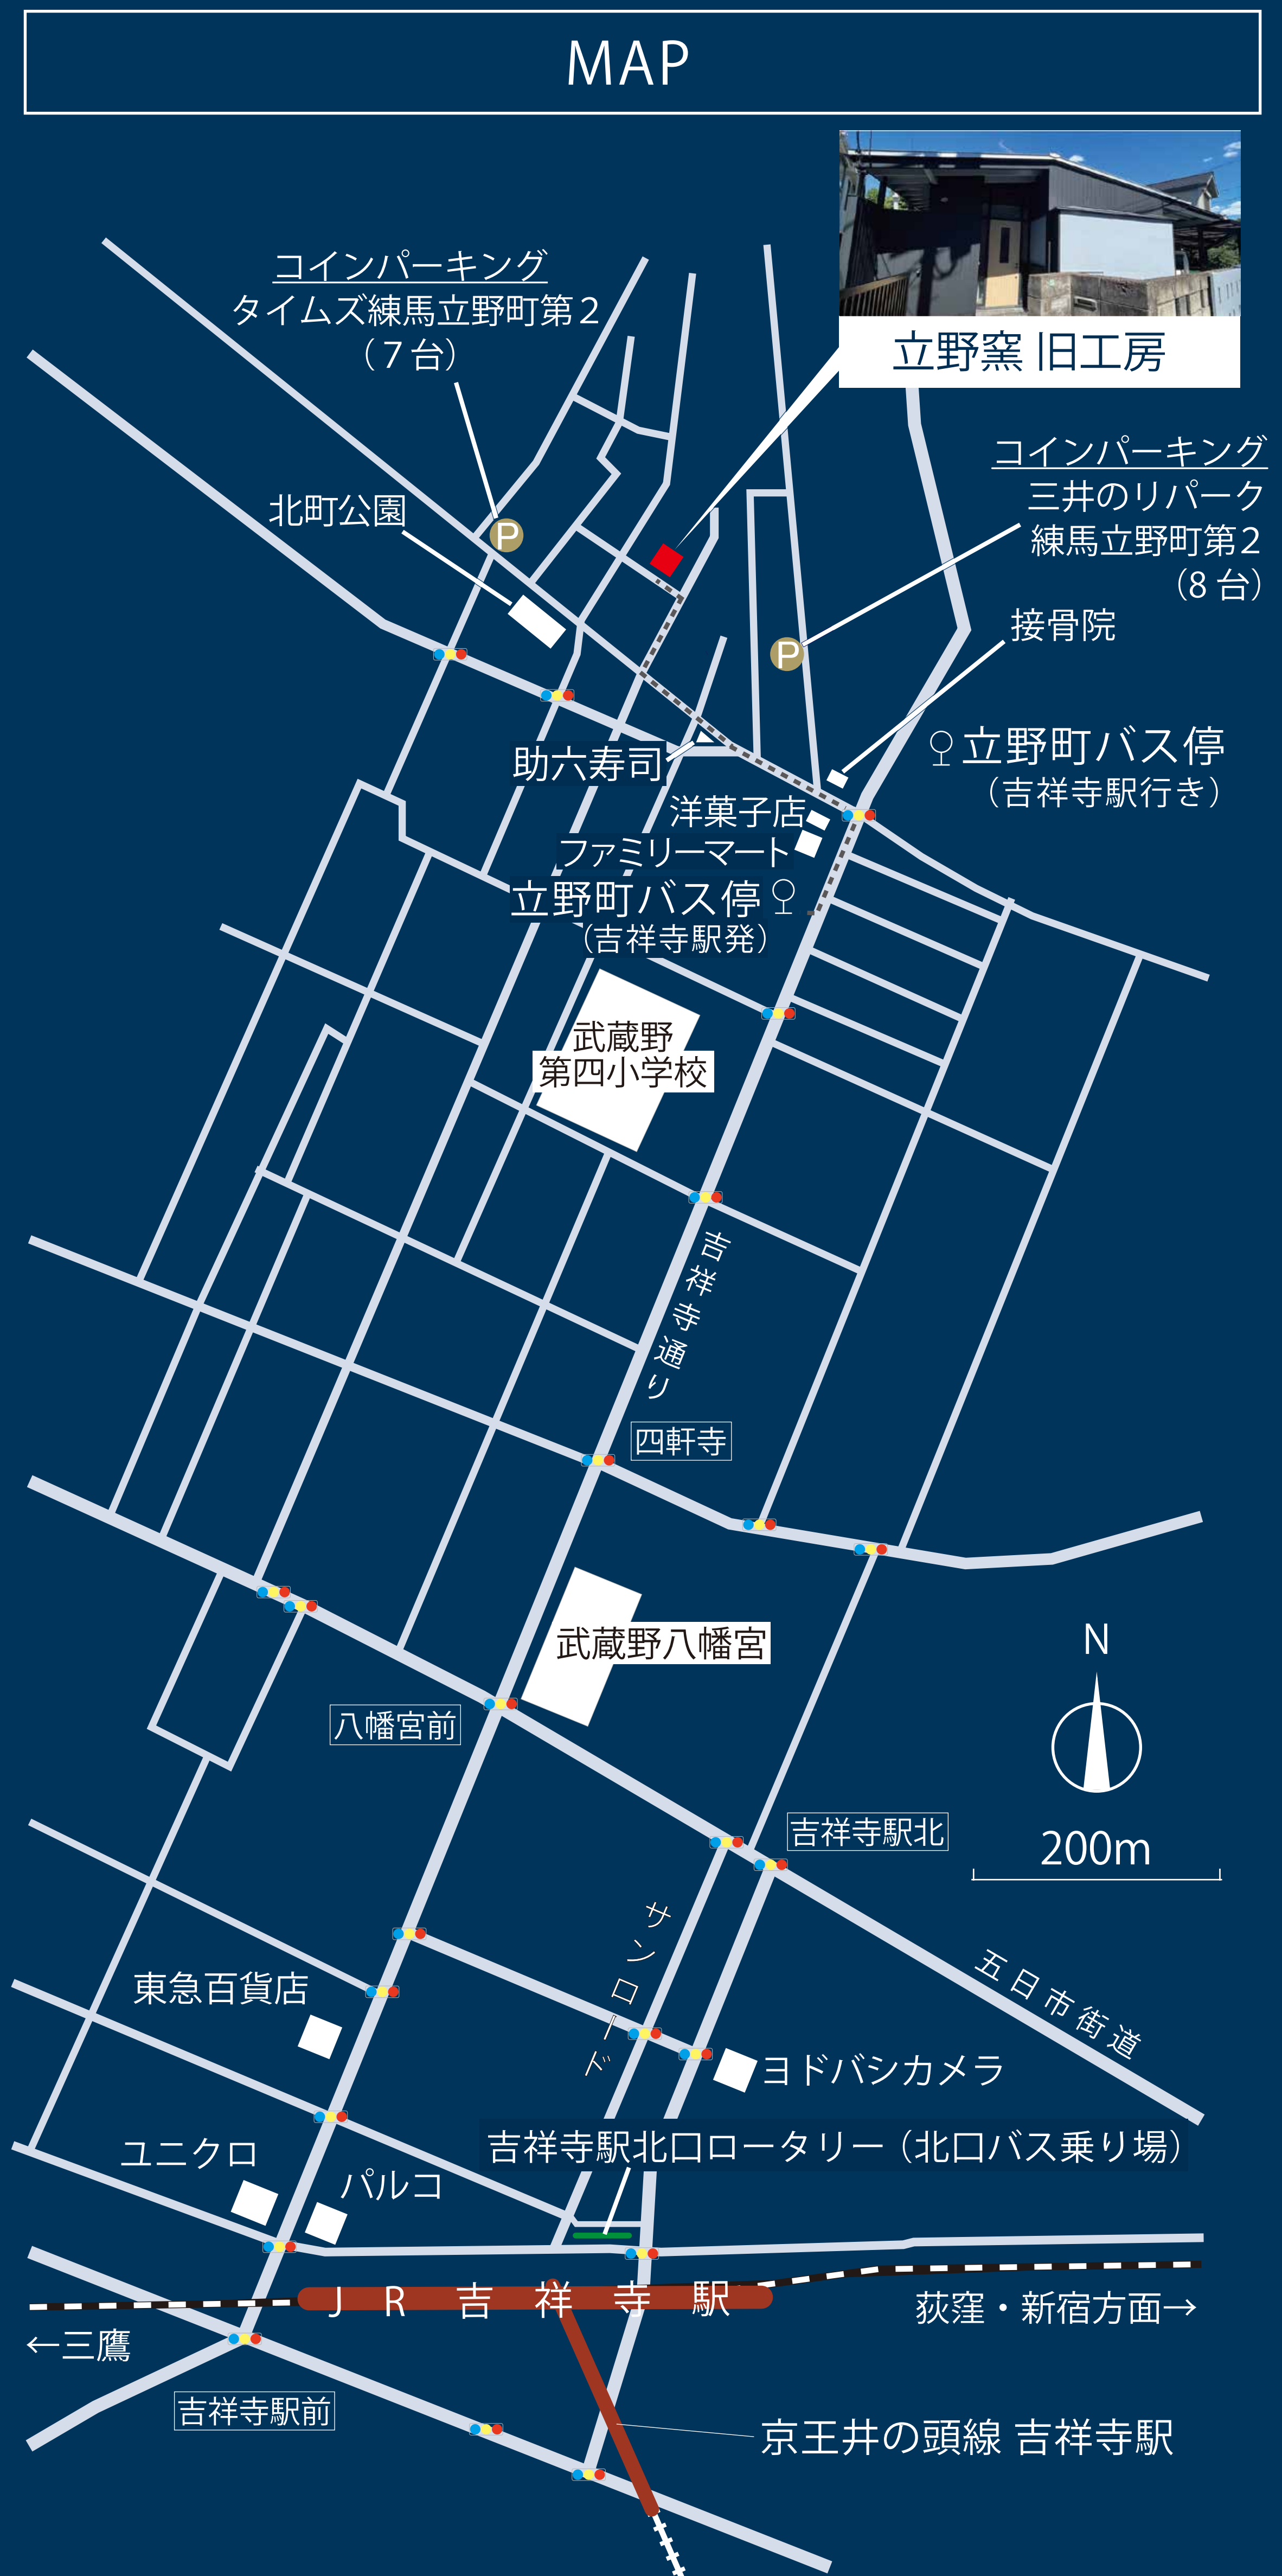 MAP
立野窯 旧工房
コインパーキング
タイムズ練馬立野町第２
（７台）
コインパーキング
三井のリパーク
練馬立野町第２
（８台）
北町公園
P
P
接骨院
立野町バス停
（吉祥寺駅行き）
助六寿司
洋菓子店
ファミリーマート
立野町バス停
（吉祥寺駅発）
武蔵野
第四小学校
吉祥寺通り
四軒寺
武蔵野八幡宮
N
八幡宮前
200m
吉祥寺駅北
サンロード
五日市街道
東急百貨店
ヨドバシカメラ
吉祥寺駅北口ロータリー（北口バス乗り場）
ユニクロ
パルコ
JR吉祥寺駅
荻窪・新宿方面→
←三鷹
吉祥寺駅前
京王井の頭線 吉祥寺駅